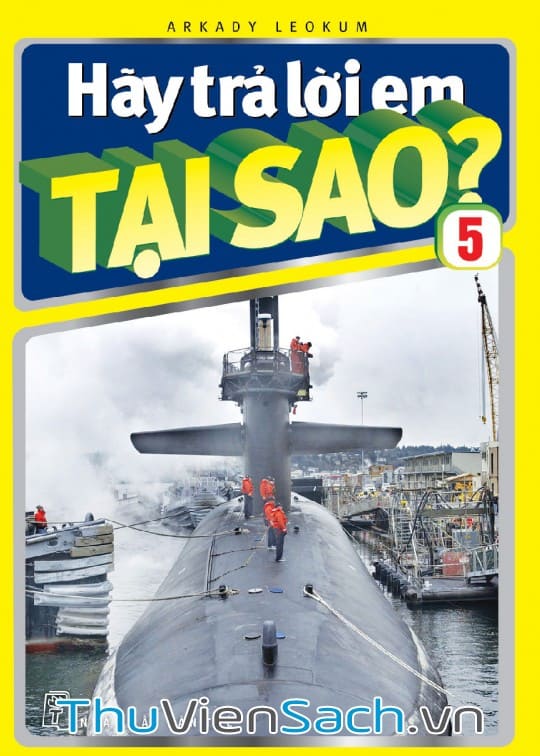 ARKADY LEOKUM
Hãy trả lời em
TẠI SAO?
5
ThuVienSach.vn